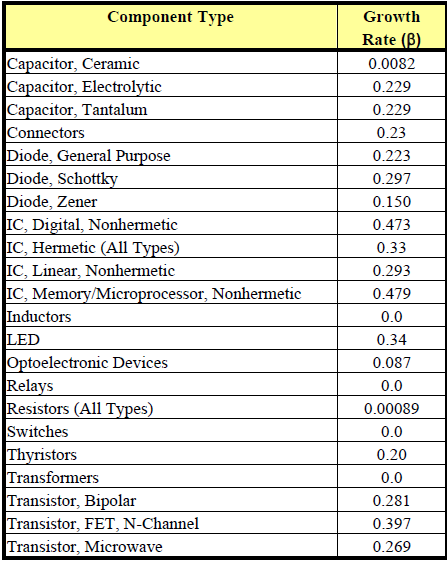 Component Type Growth
Rate (β)
Capacitor, Ceramic 0.0082
Capacitor, Electrolytic 0.229
Capacitor, Tantalum 0.229
Connectors 0.23
Diode, General Purpose 0.223
Diode, Schottky 0.297
Diode, Zener 0.150
IC, Digital, Nonhermetic 0.473
IC, Hermetic (All Types) 0.33
IC, Linear, Nonhermetic 0.293
IC, Memory/Microprocessor, Nonhermetic 0.479
Inductors 0.0
LED 0.34
Optoelectronic Devices 0.087
Relays 0.0
Resistors (All Types) 0.00089
Switches 0.0
Thyristors 0.20
Transformers 0.0
Transistor, Bipolar 0.281
Transistor, FET, N-Channel 0.397
Transistor, Microwave 0.269